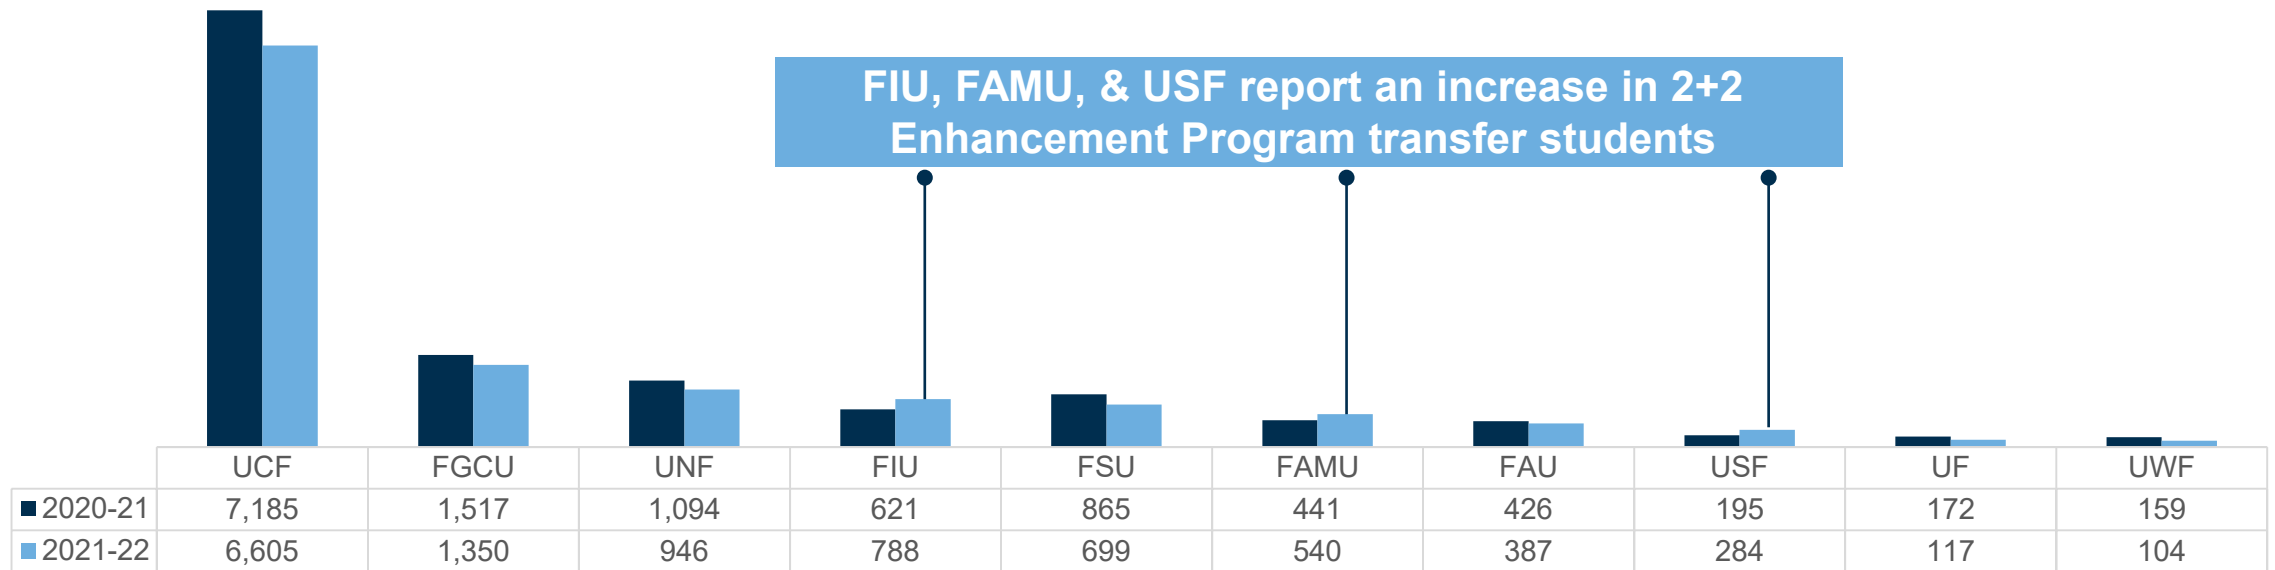 FIU, FAMU, & USF report an increase in 2+2
Enhancement Program transfer students
UCF FGCU UNF FIU FSU FAMU FAU USF UF UWF
2020-21 7,185 1,517 1,094 621 865 441 426 195 172 159
2021-22 6,605 1,350 946 788 699 540 387 284 117 104